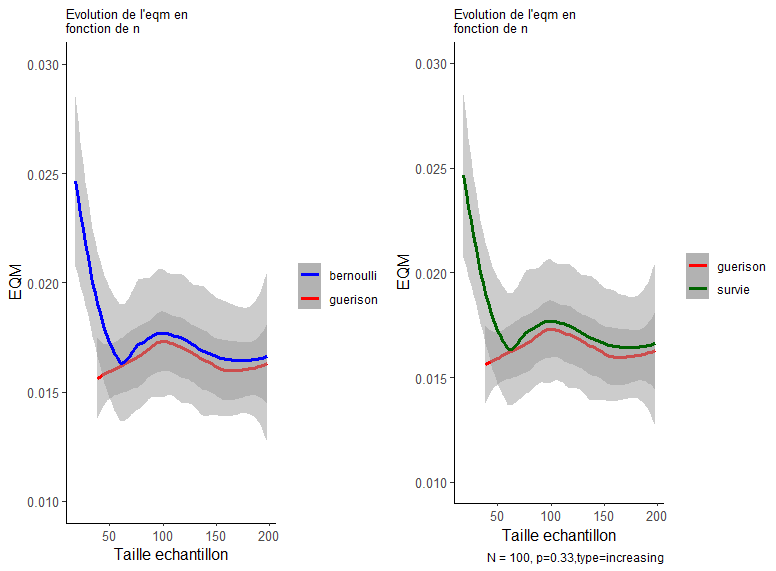 Evolution de l'eqm en
fonction de n
0.030
0.025
0.020
0.015
0.010
EQM
50 100 150 200
Taille echantillon
bernoulli
guerison
Evolution de l'eqm en
fonction de n
0.030
0.025
0.020
0.015
0.010
EQM
50 100 150 200
Taille echantillon
guerison
survie
N = 100, p=0.33,type=increasing